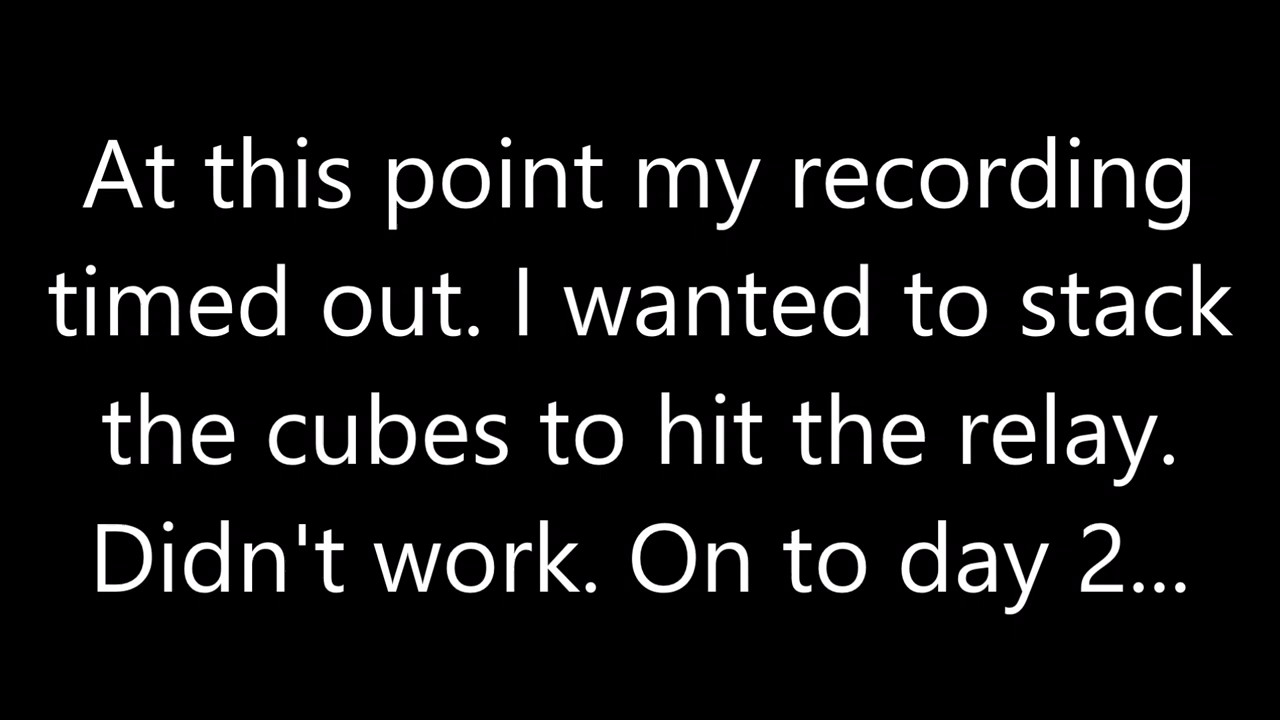 At this point my recording
timed out. I wanted to stack
the cubes to hit the relay.
Didn't work. On to day 2...